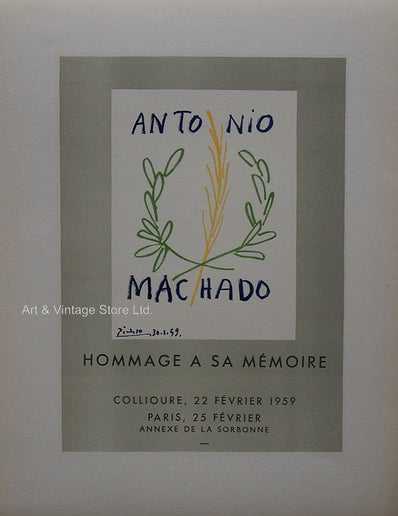 ANTONIO
MACHADO
Art & Vintage Store Ltd.
Picasso 30.1.59.
HOMMAGE A SA MÉMOIRE
COLLIOURE, 22 FÉVRIER 1959
PARIS, 25 FÉVRIER
ANNEXE DE LA SORBONNE